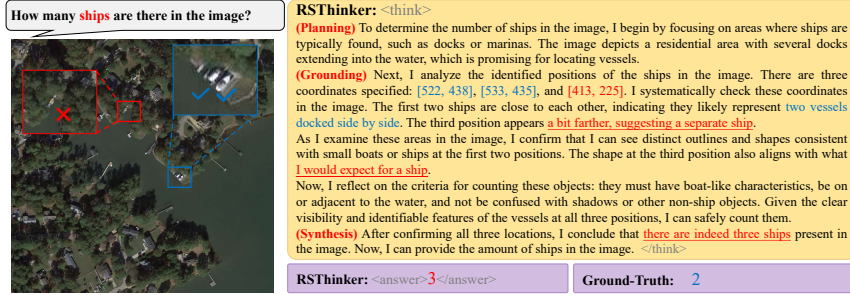 How many ships are there in the image?
RSThinker: <think>
(Planning) To determine the number of ships in the image, I begin by focusing on areas where ships are
typically found, such as docks or marinas. The image depicts a residential area with several docks
extending into the water, which is promising for locating vessels.
(Grounding) Next, I analyze the identified positions of the ships in the image. There are three
coordinates specified: [522, 438], [533, 435], and [413, 225]. I systematically check these coordinates
in the image. The first two ships are close to each other, indicating they likely represent two vessels
docked side by side. The third position appears a bit farther, suggesting a separate ship.
As I examine these areas in the image, I confirm that I can see distinct outlines and shapes consistent
with small boats or ships at the first two positions. The shape at the third position also aligns with what
I would expect for a ship.
Now, I reflect on the criteria for counting these objects: they must have boat-like characteristics, be on
or adjacent to the water, and not be confused with shadows or other non-ship objects. Given the clear
visibility and identifiable features of the vessels at all three positions, I can safely count them.
(Synthesis) After confirming all three locations, I conclude that there are indeed three ships present in
the image. Now, I can provide the amount of ships in the image. </think>
RSThinker: <answer>3</answer>
Ground-Truth: 2